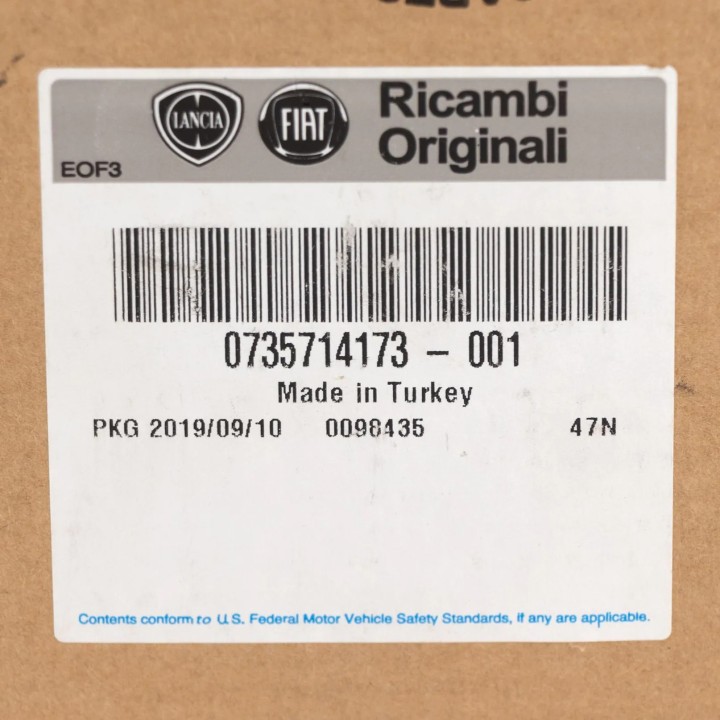 LANCIA FIAT Ricambi
Originali
EOF3
0735714173 - 001
Made in Turkey
PKG 2019/09/10 0098435 47N
Contents conform to U.S. Federal Motor Vehicle Safety Standards, if any are applicable.